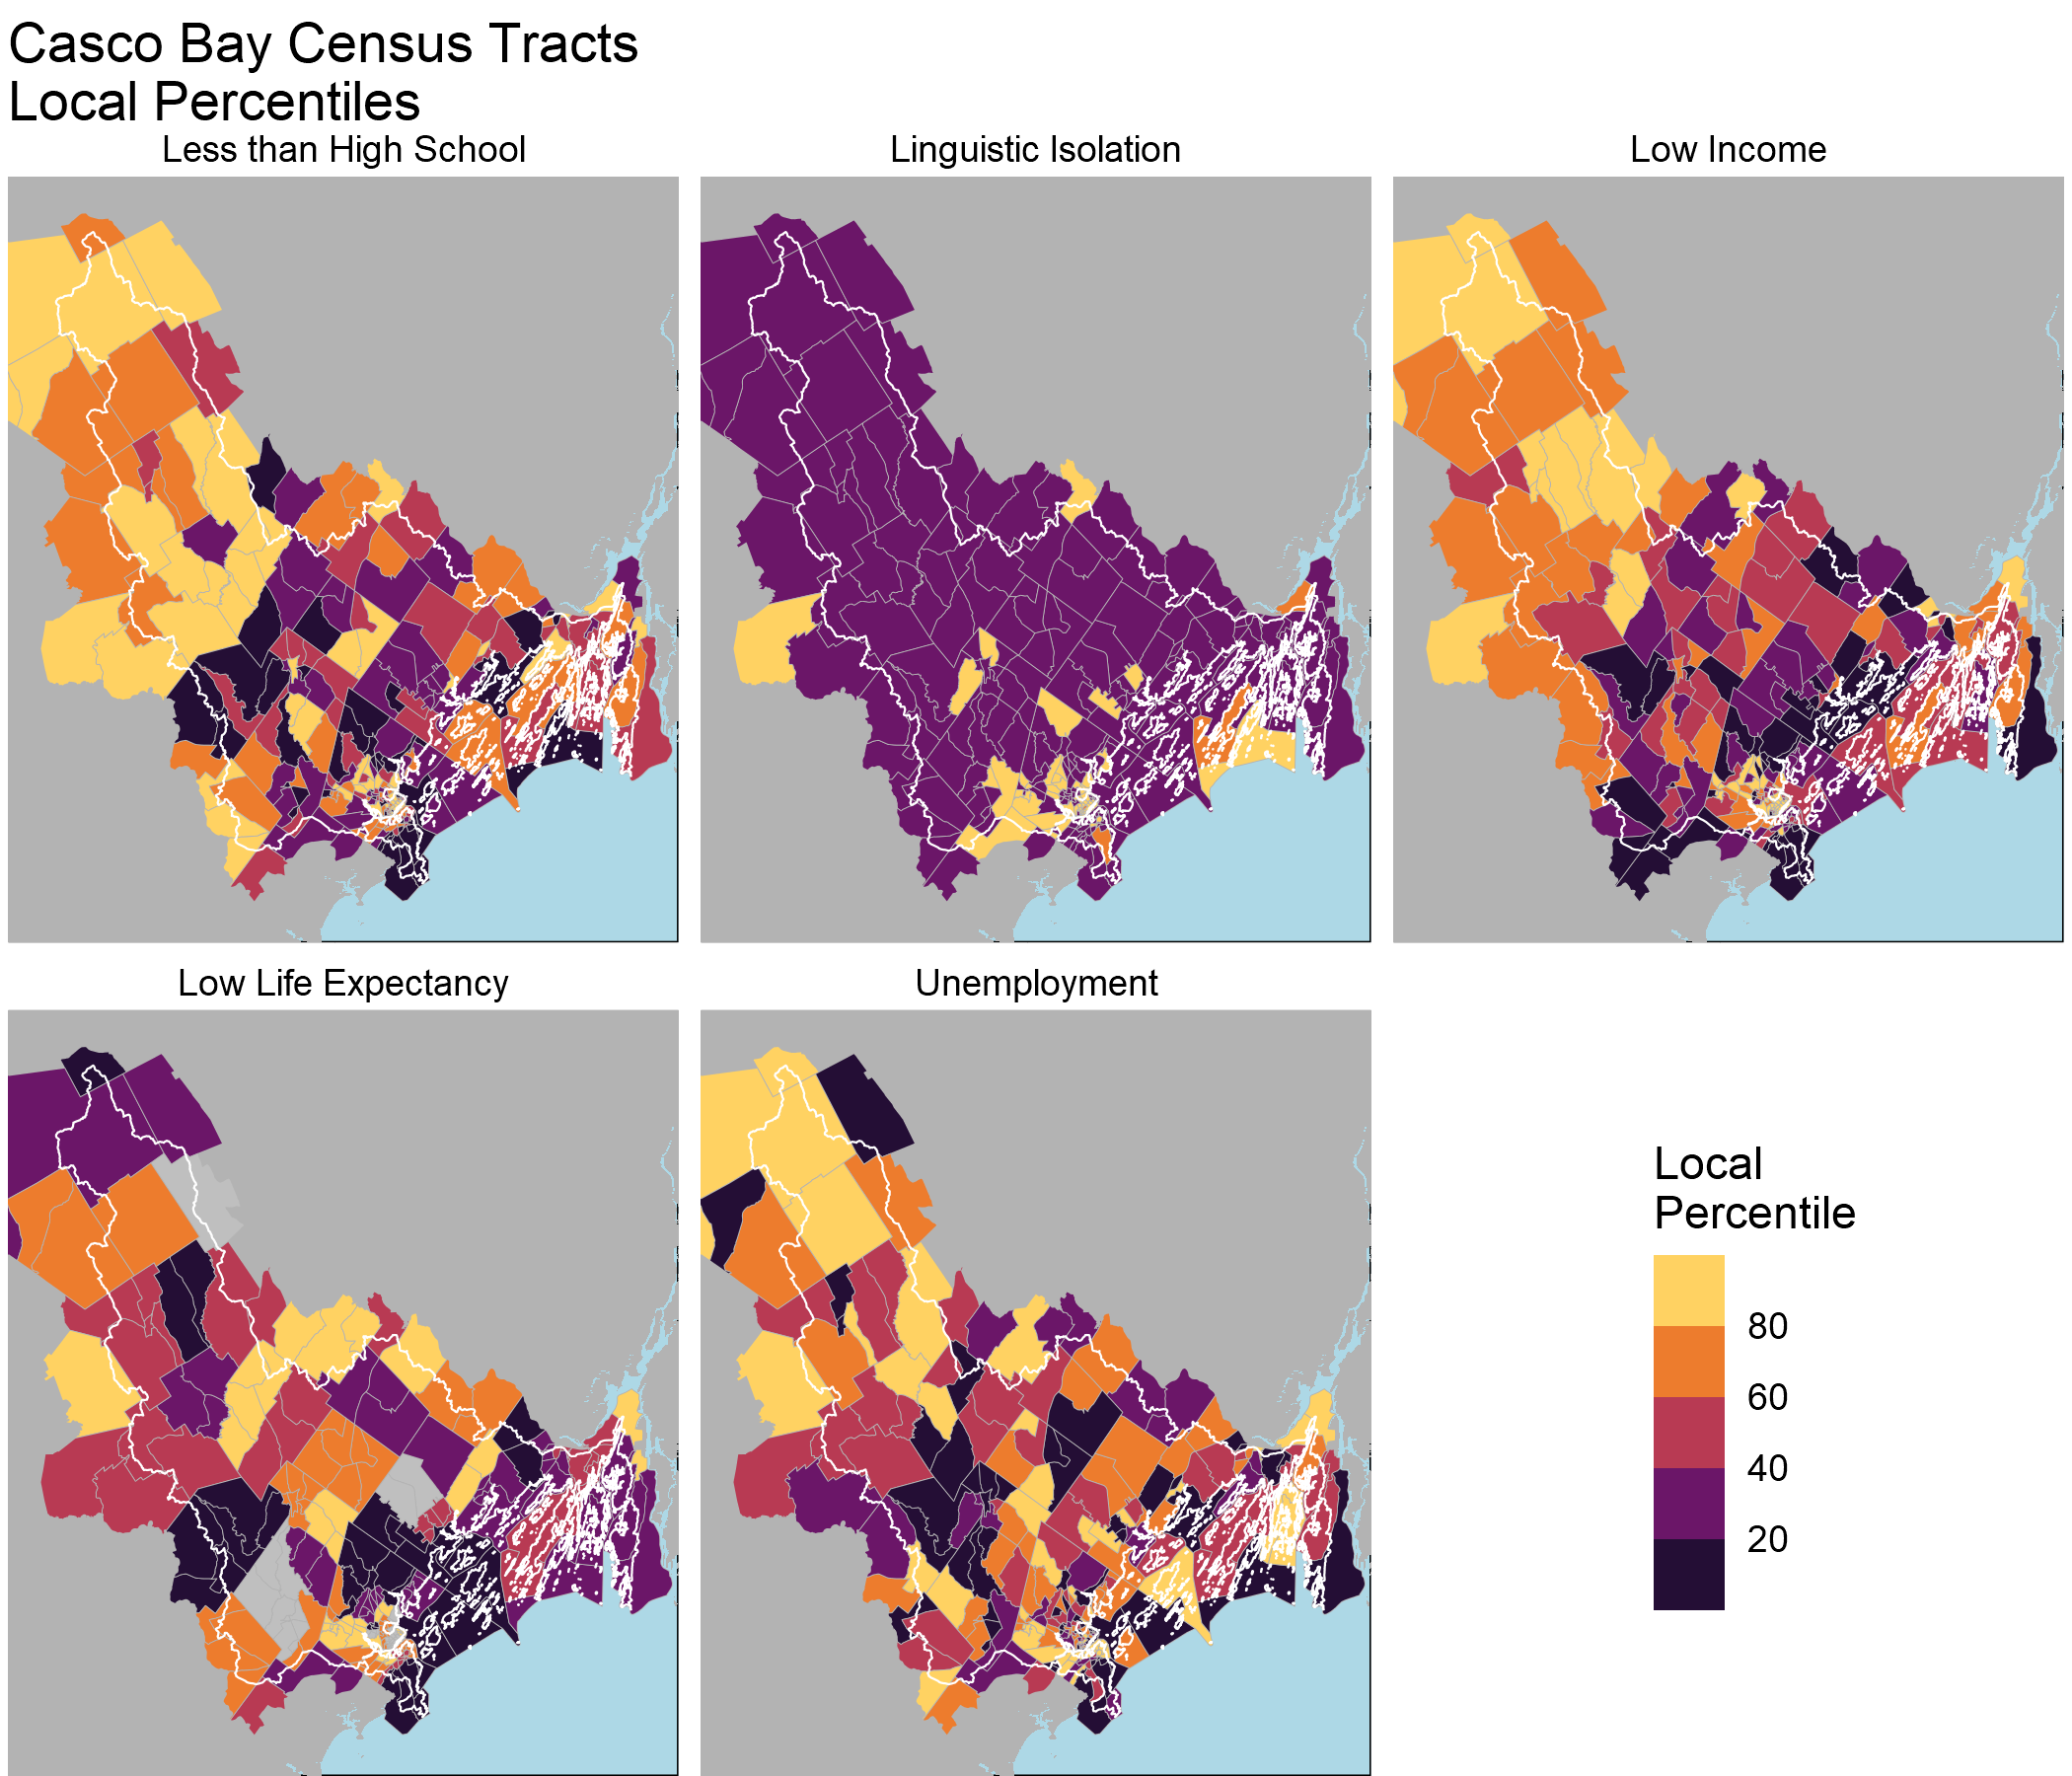 Casco Bay Census Tracts
Local Percentiles
Less than High School
Linguistic Isolation
Low Income
Low Life Expectancy
Unemployment
Local
Percentile
80
60
40
20